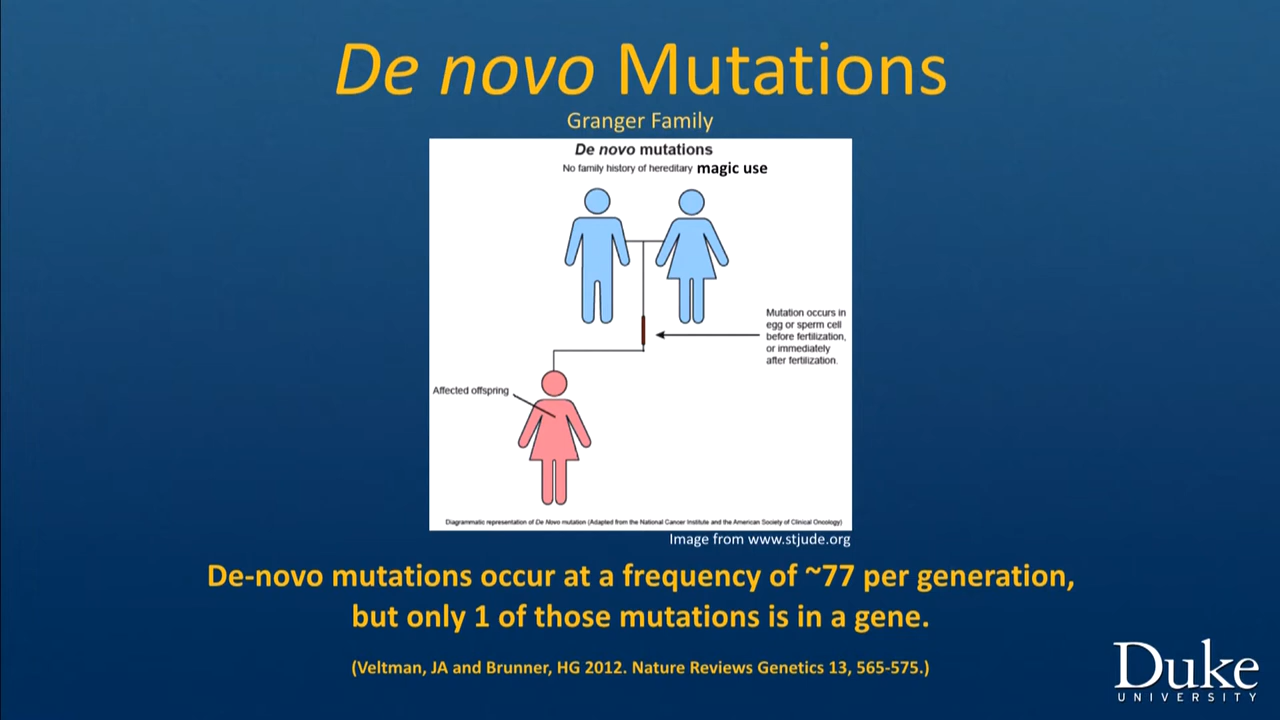 De novo Mutations
Granger Family
De novo mutations
No family history of hereditary magic use
Mutation occurs in
egg or sperm cell
before fertilization,
or immediately
after fertilization.
Affected offspring
Diagrammatic representation of De Novo mutation (Adapted from the National Cancer Institute and the American Society of Clinical Oncology)
Image from www.stjude.org
De-novo mutations occur at a frequency of ~77 per generation,
but only 1 of those mutations is in a gene.
(Veltman, JA and Brunner, HG 2012. Nature Reviews Genetics 13, 565-575.)
Duke
UNIVERSITY